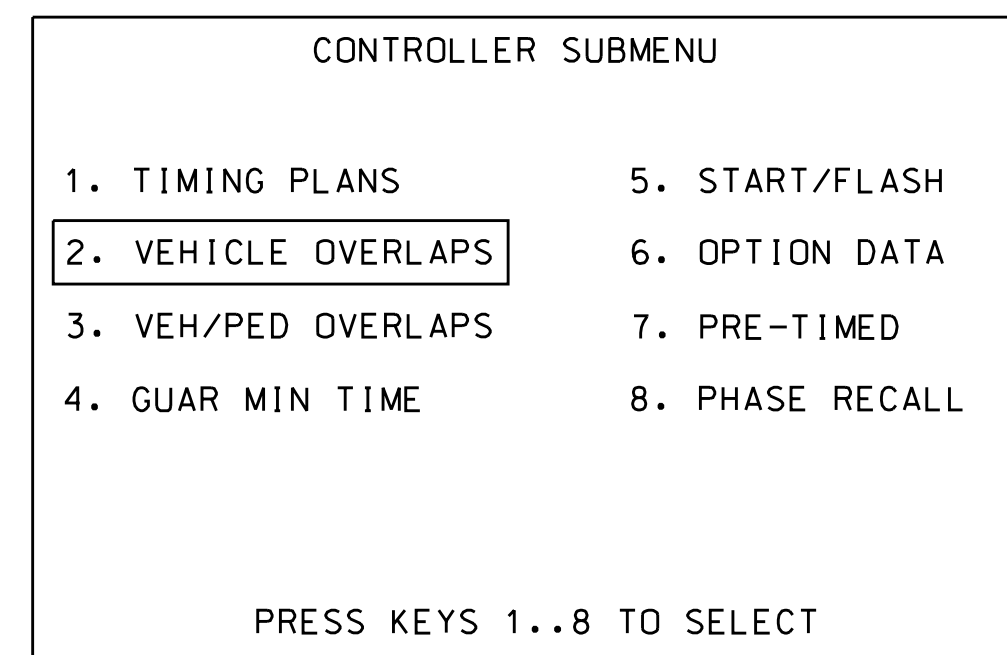 CONTROLLER SUBMENU
1. TIMING PLANS
2. VEHICLE OVERLAPS
3. VEH/PED OVERLAPS
4. GUAR MIN TIME
5. START/FLASH
6. OPTION DATA
7. PRE-TIMED
8. PHASE RECALL
PRESS KEYS 1..8 TO SELECT